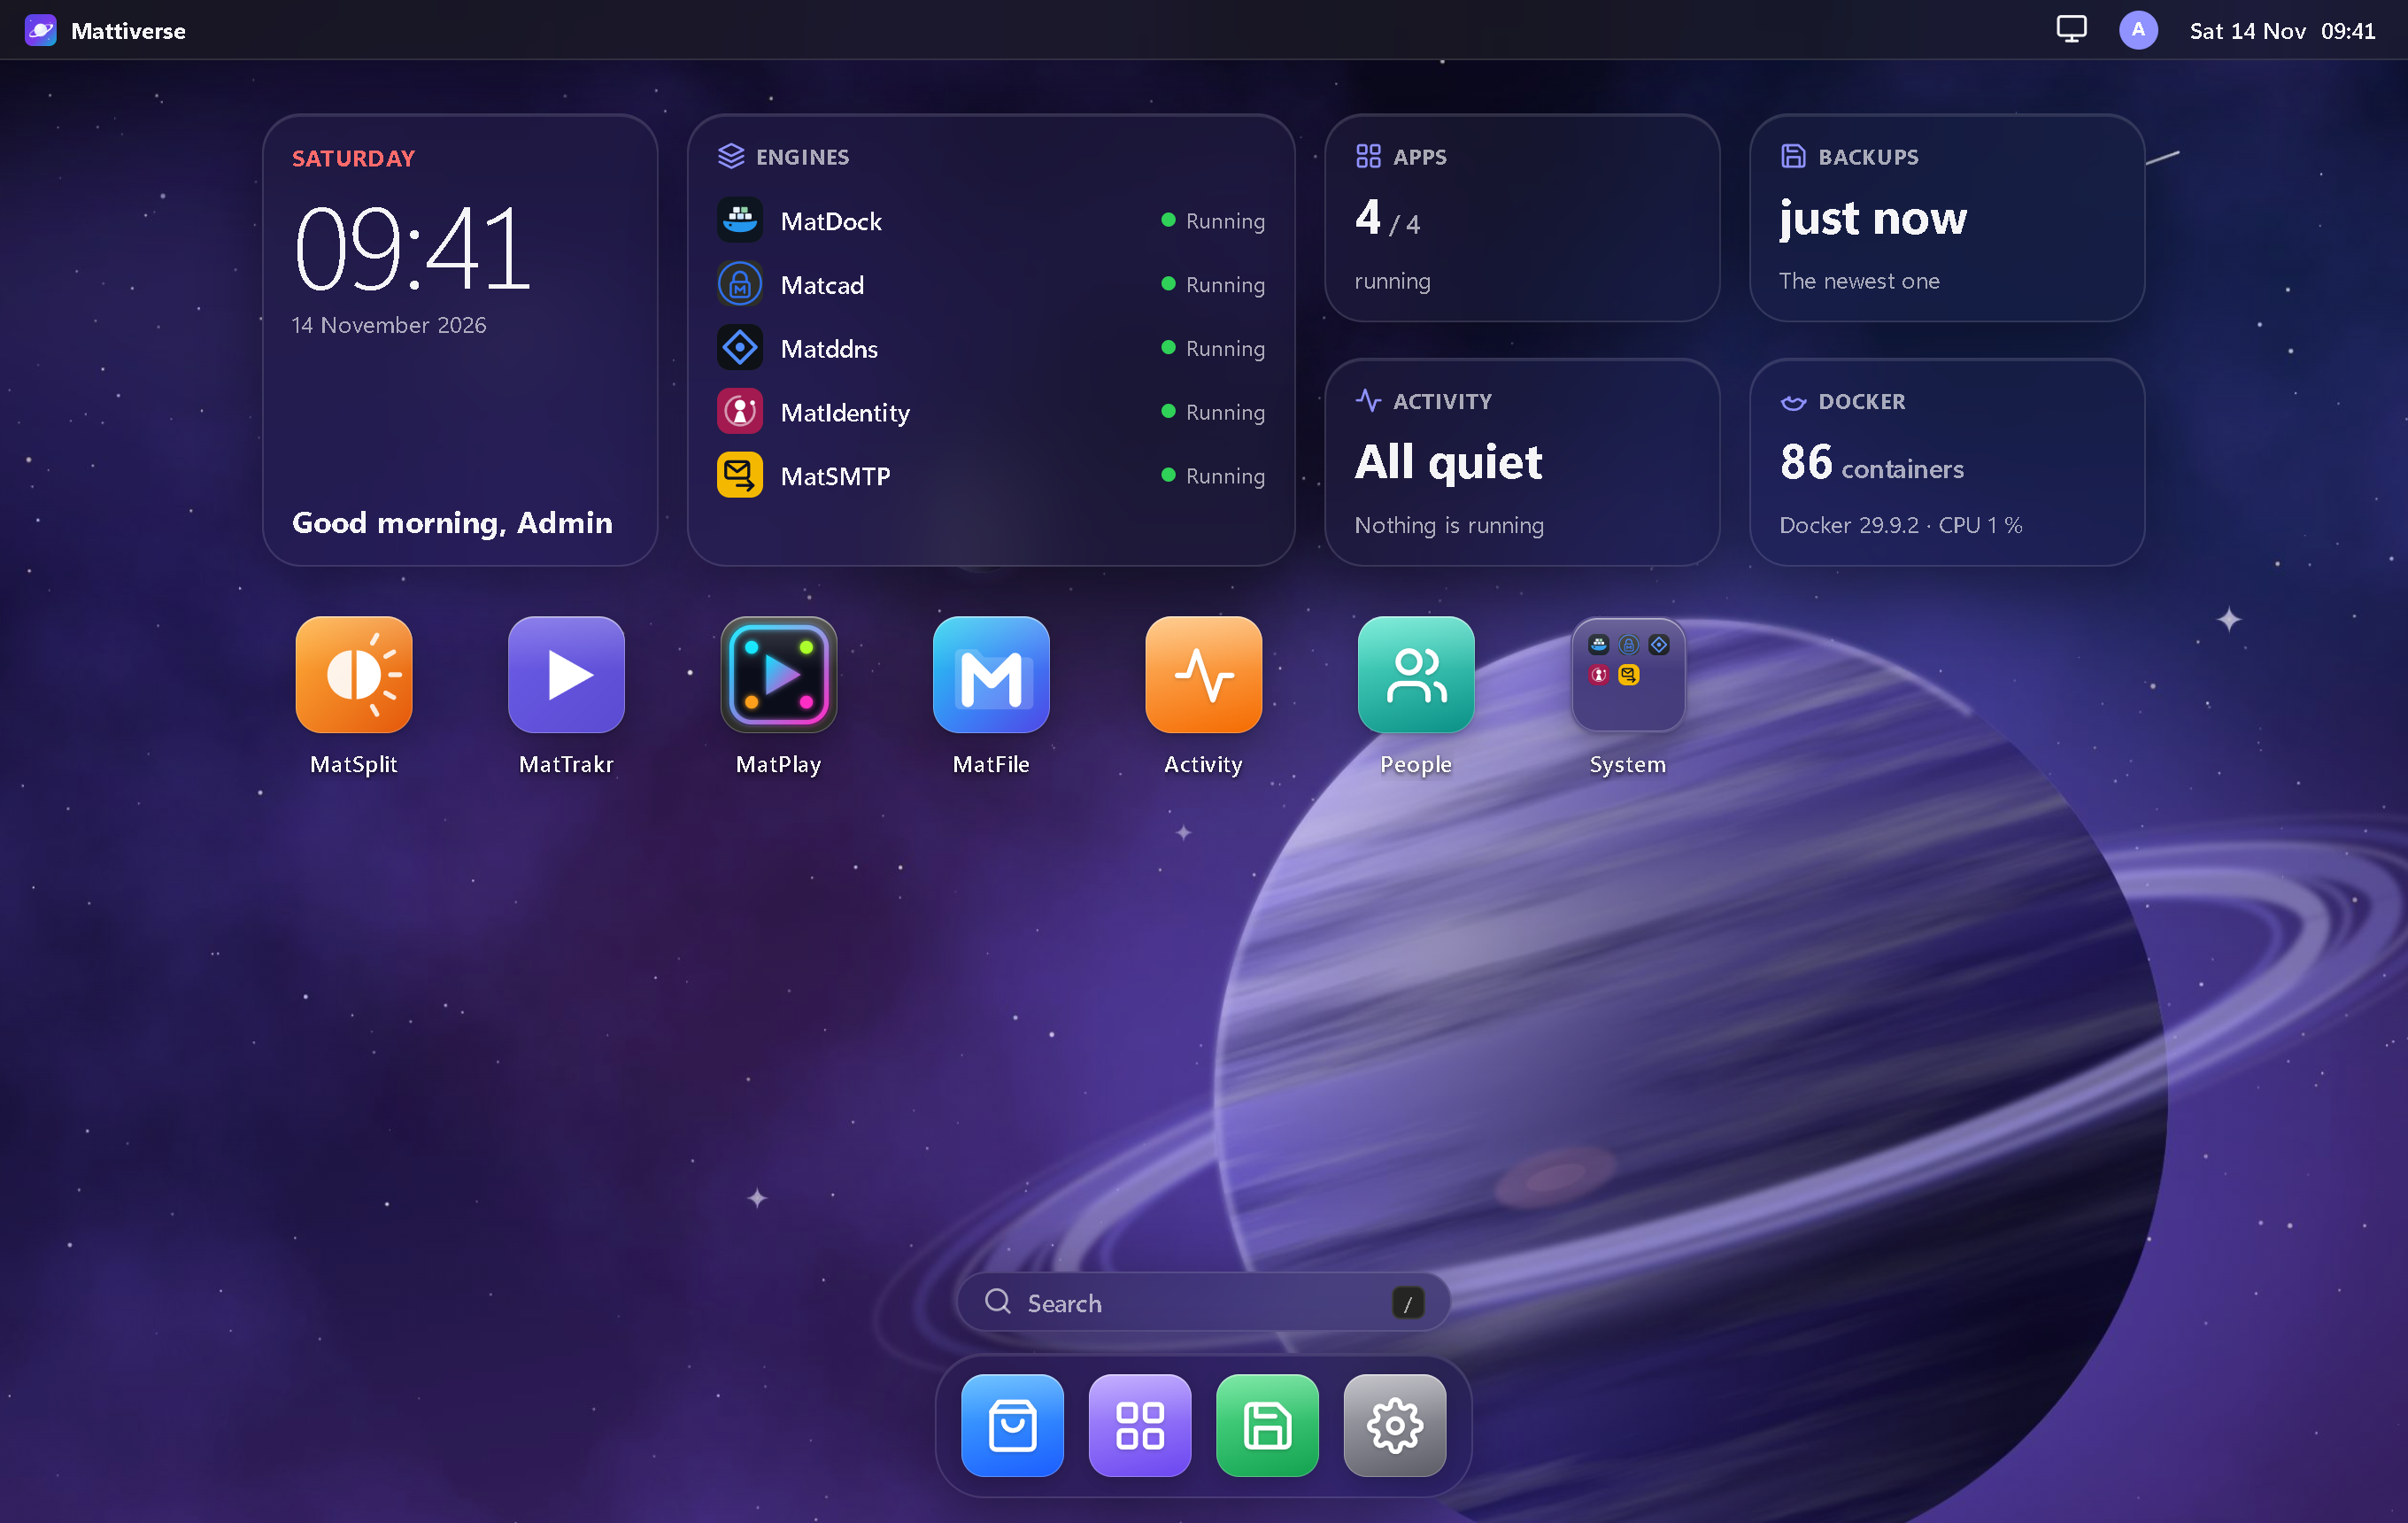 Mattiverse
A
Sat 14 Nov 09:41
SATURDAY
09:41
14 November 2026
Good morning, Admin
ENGINES
MatDock Running
Matcad Running
Matddns Running
MatIdentity Running
MatSMTP Running
APPS
4 / 4
running
BACKUPS
just now
The newest one
ACTIVITY
All quiet
Nothing is running
DOCKER
86 containers
Docker 29.9.2 · CPU 1 %
MatSplit MatTrakr MatPlay MatFile Activity People System
Search /